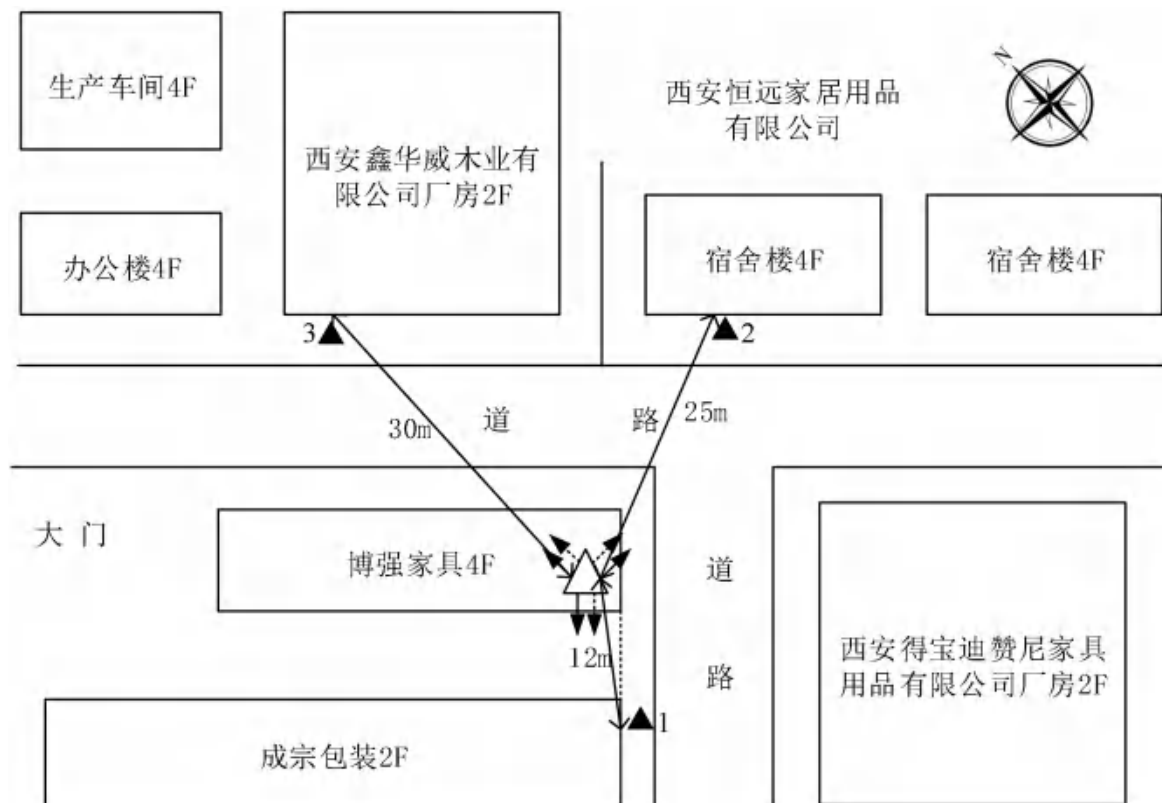 生产车间4F
西安鑫华威木业有
限公司厂房2F
西安恒远家居用品
有限公司
N
办公楼4F
宿舍楼4F
宿舍楼4F
3
2
30m
道
路
25m
大 门
博强家具4F
道
路
12m
1
西安得宝迪赞尼家具
用品有限公司厂房2F
成宗包装2F